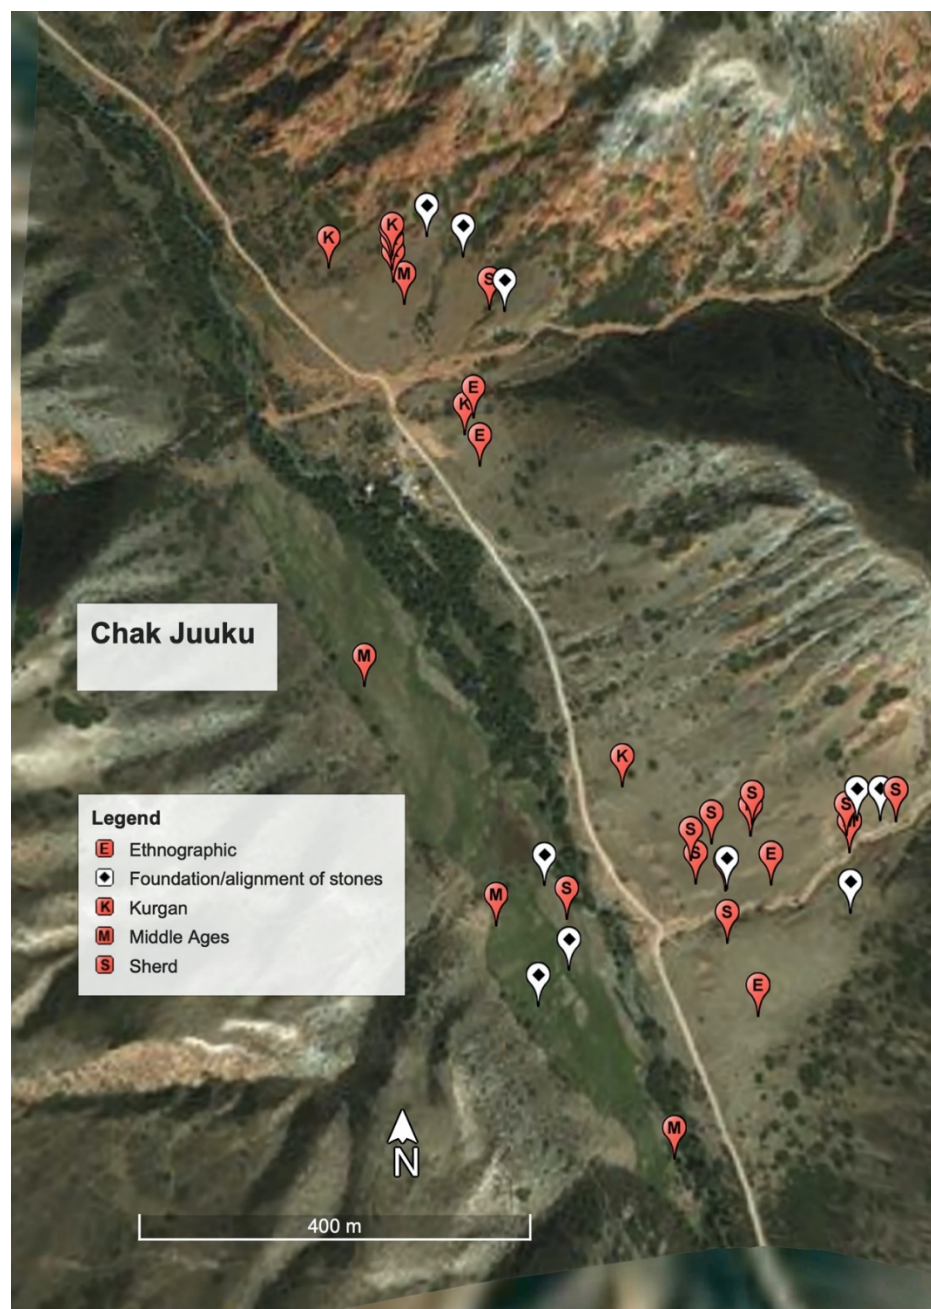 K
K
M
S
E
K
E
Chak Juuku
M
K
S
S
S
S
S
S
E
Legend
E Ethnographic
Foundation/alignment of stones
K Kurgan
M Middle Ages
S Sherd
M
S
S
E
M
N
400 m